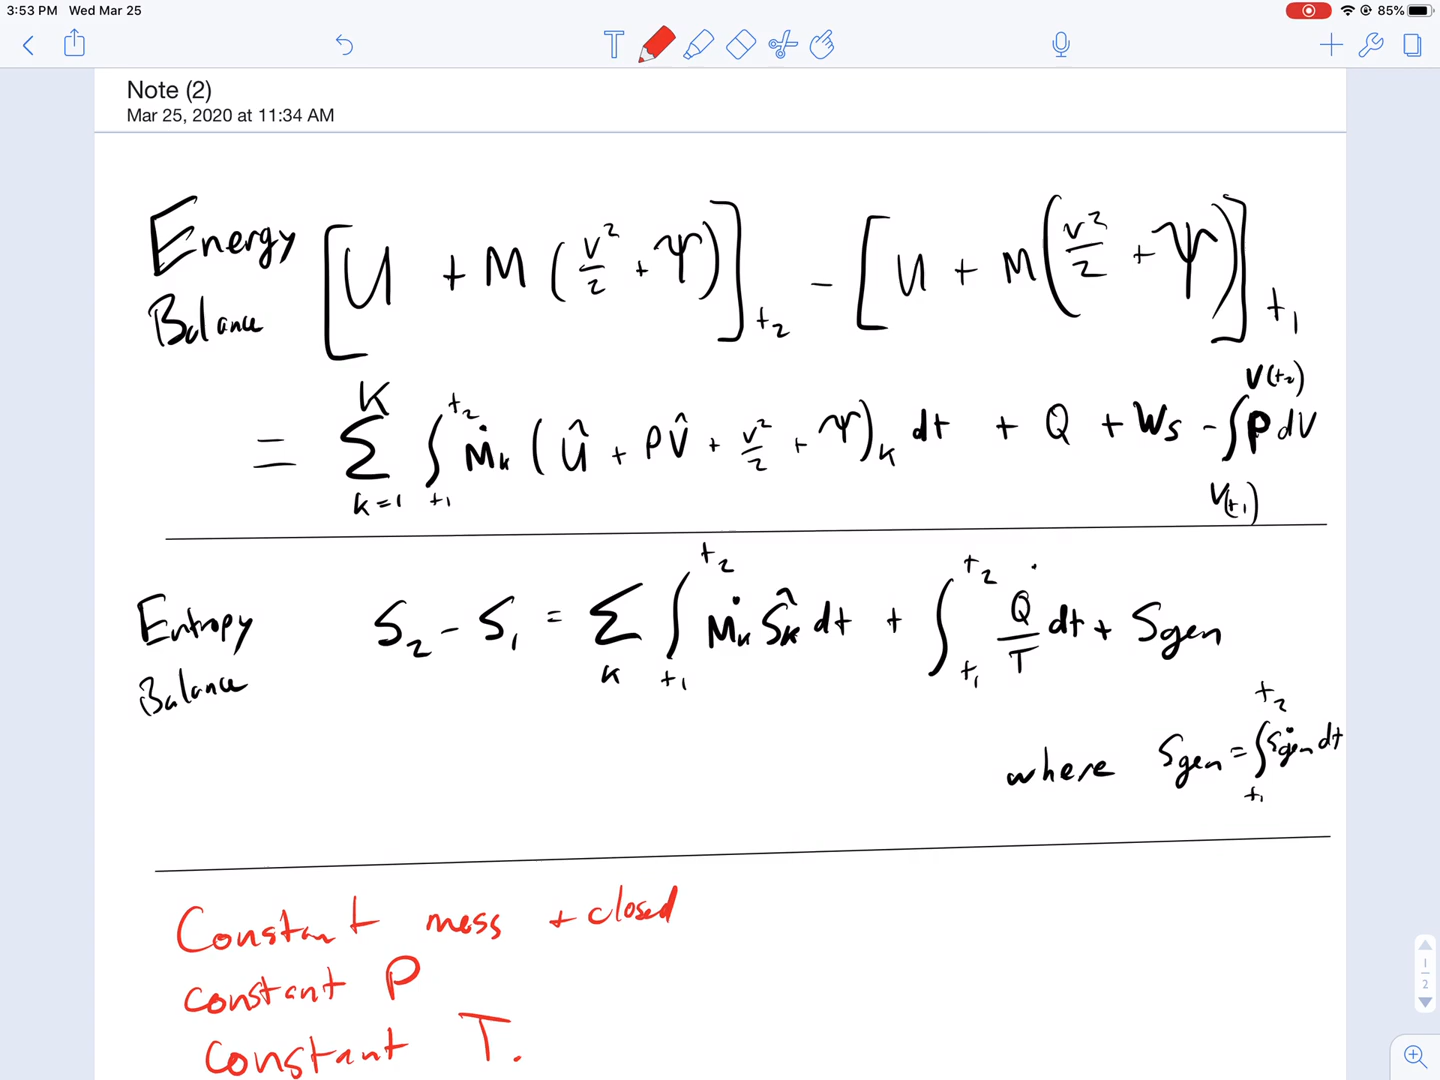 3:53 PM Wed Mar 25
85%
T
Note (2)
Mar 25, 2020 at 11:34 AM
Energy Balance [U + M (v²/2 + ψ)]t₂ - [U + M (v²/2 + ψ)]t₁
= Σ_{k=1}^{K} ∫_{t₁}^{t₂} Ṁₖ (Û + PV̂ + v²/2 + ψ)ₖ dt + Q + Ws - ∫_{V(t₁)}^{V(t₂)} P dV
Entropy Balance S₂ - S₁ = Σ_K ∫_{t₁}^{t₂} Ṁₖ Ŝₖ dt + ∫_{t₁}^{t₂} Q̇/T dt + Sgen
where Sgen = ∫_{t₁}^{t₂} Ṡgen dt
Constant mass + closed
constant P
constant T.
1
2